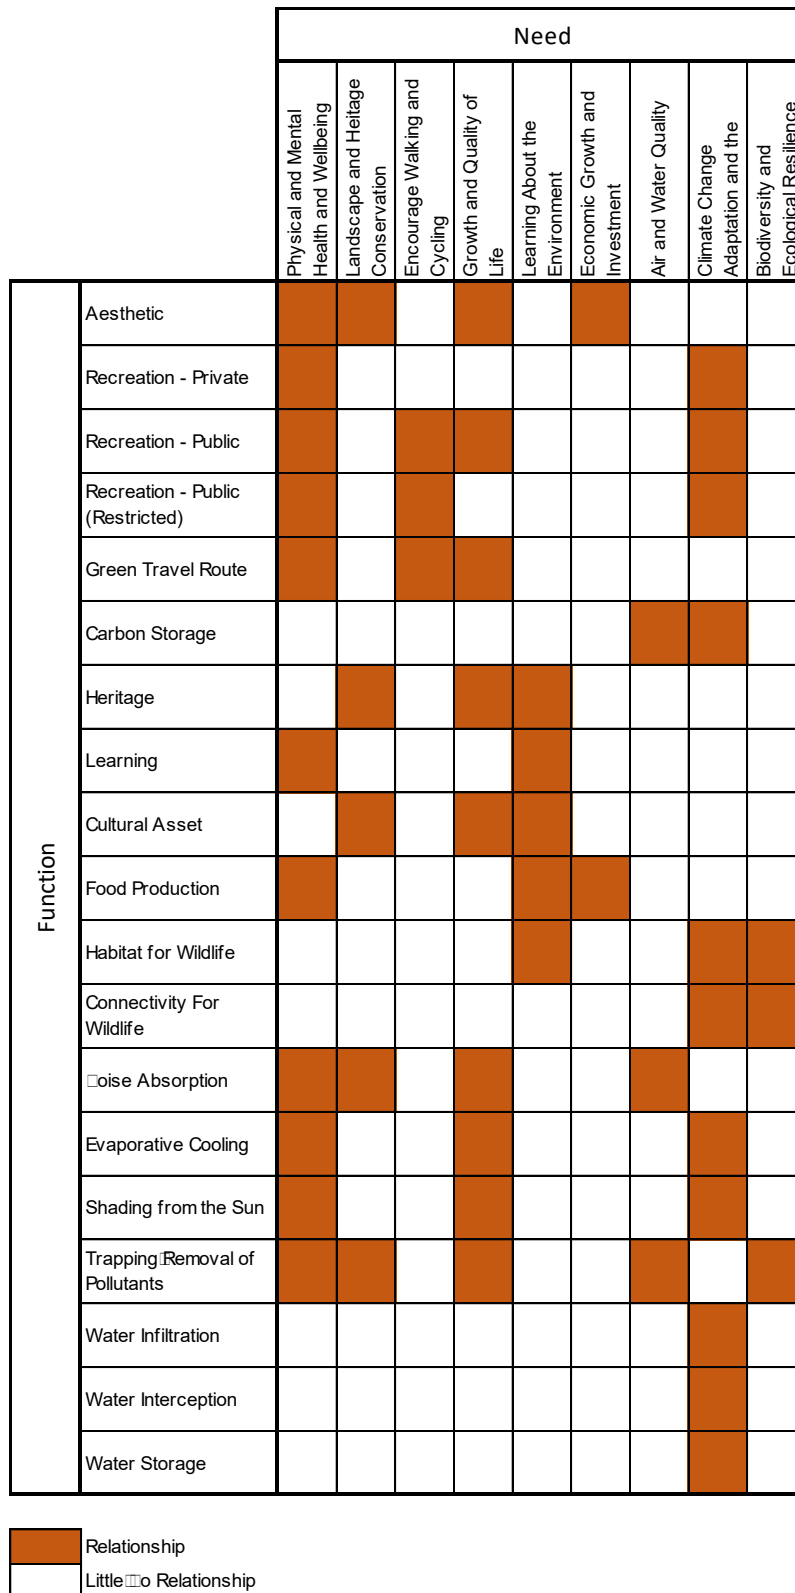 Need
Physical and Mental
Health and Wellbeing
Landscape and Heitage
Conservation
Encourage Walking and
Cycling
Growth and Quality of
Life
Learning About the
Environment
Economic Growth and
Investment
Air and Water Quality
Climate Change
Adaptation and the
Biodiversity and
Ecological Resilience
Function
Aesthetic
Recreation - Private
Recreation - Public
Recreation - Public
(Restricted)
Green Travel Route
Carbon Storage
Heritage
Learning
Cultural Asset
Food Production
Habitat for Wildlife
Connectivity For
Wildlife
□oise Absorption
Evaporative Cooling
Shading from the Sun
Trapping□Removal of
Pollutants
Water Infiltration
Water Interception
Water Storage
Relationship
Little□□o Relationship